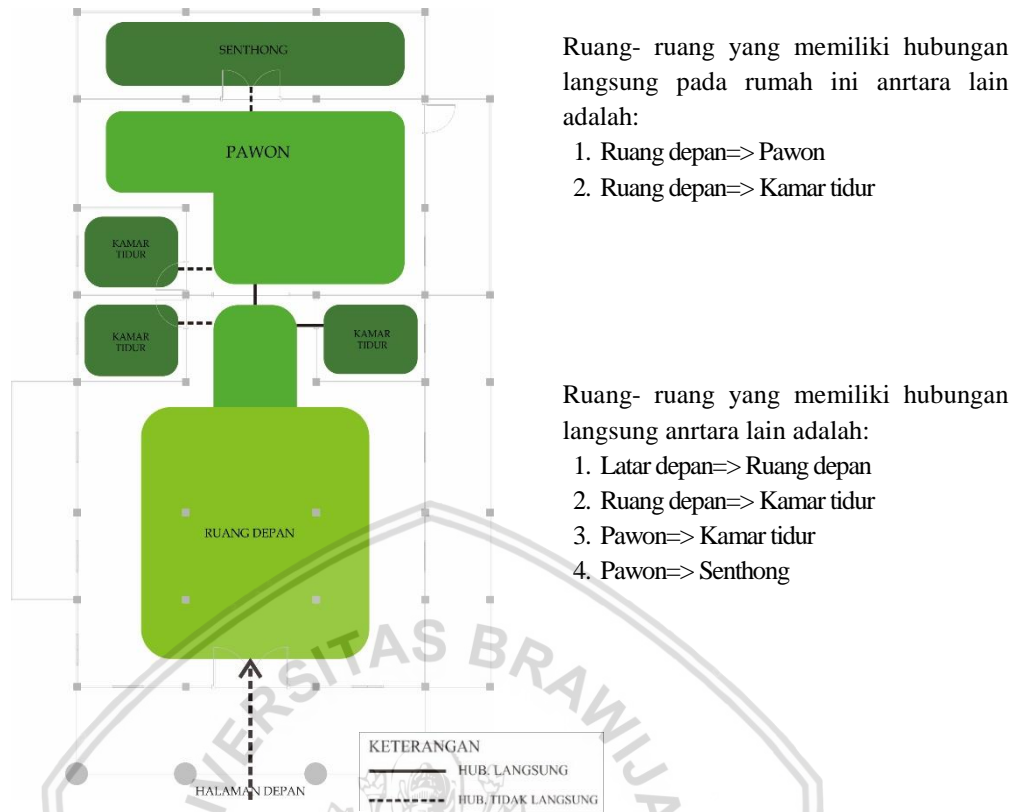 SENTHONG
PAWON
KAMAR
TIDUR
KAMAR
TIDUR
KAMAR
TIDUR
RUANG DEPAN
HALAMAN DEPAN
KETERANGAN
HUB. LANGSUNG
HUB. TIDAK LANGSUNG
Ruang- ruang yang memiliki hubungan
langsung pada rumah ini anrtara lain
adalah:
1. Ruang depan=> Pawon
2. Ruang depan=> Kamar tidur
Ruang- ruang yang memiliki hubungan
langsung anrtara lain adalah:
1. Latar depan=> Ruang depan
2. Ruang depan=> Kamar tidur
3. Pawon=> Kamar tidur
4. Pawon=> Senthong
ERSITAS BRAWIJ